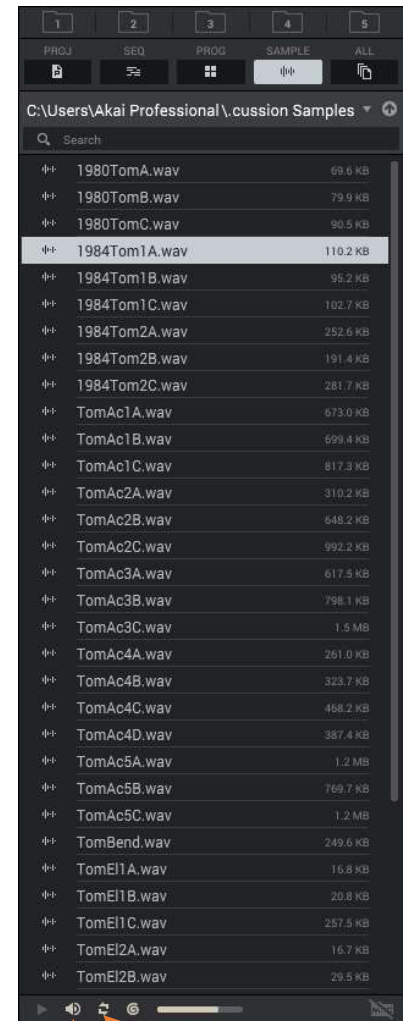 1 2 3 4 5
PROJ SEQ PROG SAMPLE ALL
C:\Users\Akai Professional\.cussion Samples
Search
1980TomA.wav 69.6 KB
1980TomB.wav 79.9 KB
1980TomC.wav 90.5 KB
1984Tom1A.wav 110.2 KB
1984Tom1B.wav 95.2 KB
1984Tom1C.wav 102.7 KB
1984Tom2A.wav 252.6 KB
1984Tom2B.wav 191.4 KB
1984Tom2C.wav 281.7 KB
TomAc1A.wav 673.0 KB
TomAc1B.wav 699.4 KB
TomAc1C.wav 817.3 KB
TomAc2A.wav 310.2 KB
TomAc2B.wav 648.2 KB
TomAc2C.wav 992.2 KB
TomAc3A.wav 617.5 KB
TomAc3B.wav 798.1 KB
TomAc3C.wav 1.5 MB
TomAc4A.wav 261.0 KB
TomAc4B.wav 323.7 KB
TomAc4C.wav 468.2 KB
TomAc4D.wav 387.4 KB
TomAc5A.wav 1.2 MB
TomAc5B.wav 769.7 KB
TomAc5C.wav 1.2 MB
TomBend.wav 249.6 KB
TomEl1A.wav 16.8 KB
TomEl1B.wav 20.8 KB
TomEl1C.wav 257.5 KB
TomEl2A.wav 16.7 KB
TomEl2B.wav 29.5 KB